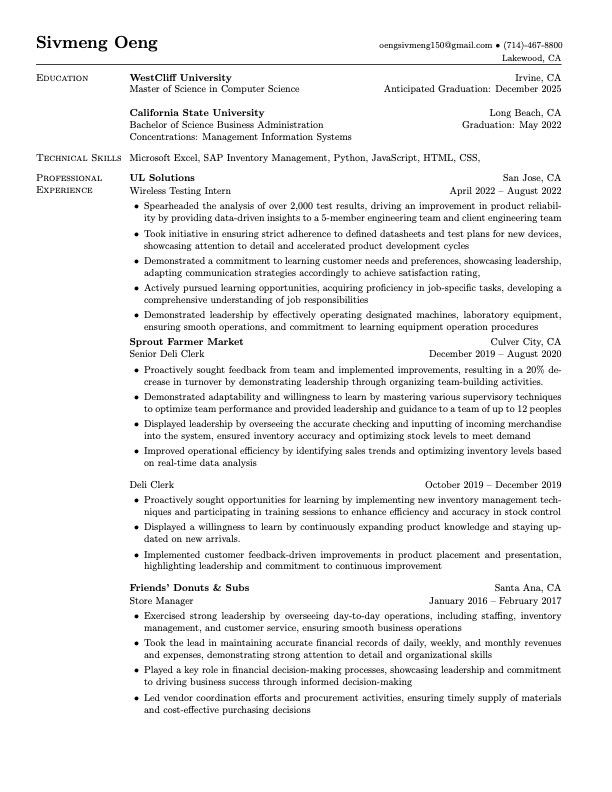 Sivmeng Oeng
oengsivmeng150@gmail.com • (714)-467-8800
Lakewood, CA
Education
WestCliff University Irvine, CA
Master of Science in Computer Science Anticipated Graduation: December 2025
California State University Long Beach, CA
Bachelor of Science Business Administration Graduation: May 2022
Concentrations: Management Information Systems
Technical Skills Microsoft Excel, SAP Inventory Management, Python, JavaScript, HTML, CSS,
Professional Experience
UL Solutions San Jose, CA
Wireless Testing Intern April 2022 – August 2022
• Spearheaded the analysis of over 2,000 test results, driving an improvement in product reliabil-
ity by providing data-driven insights to a 5-member engineering team and client engineering team
• Took initiative in ensuring strict adherence to defined datasheets and test plans for new devices,
showcasing attention to detail and accelerated product development cycles
• Demonstrated a commitment to learning customer needs and preferences, showcasing leadership,
adapting communication strategies accordingly to achieve satisfaction rating,
• Actively pursued learning opportunities, acquiring proficiency in job-specific tasks, developing a
comprehensive understanding of job responsibilities
• Demonstrated leadership by effectively operating designated machines, laboratory equipment,
ensuring smooth operations, and commitment to learning equipment operation procedures
Sprout Farmer Market Culver City, CA
Senior Deli Clerk December 2019 – August 2020
• Proactively sought feedback from team and implemented improvements, resulting in a 20% de-
crease in turnover by demonstrating leadership through organizing team-building activities.
• Demonstrated adaptability and willingness to learn by mastering various supervisory techniques
to optimize team performance and provided leadership and guidance to a team of up to 12 peoples
• Displayed leadership by overseeing the accurate checking and inputting of incoming merchandise
into the system, ensured inventory accuracy and optimizing stock levels to meet demand
• Improved operational efficiency by identifying sales trends and optimizing inventory levels based
on real-time data analysis
Deli Clerk October 2019 – December 2019
• Proactively sought opportunities for learning by implementing new inventory management tech-
niques and participating in training sessions to enhance efficiency and accuracy in stock control
• Displayed a willingness to learn by continuously expanding product knowledge and staying up-
dated on new arrivals.
• Implemented customer feedback-driven improvements in product placement and presentation,
highlighting leadership and commitment to continuous improvement
Friends' Donuts & Subs Santa Ana, CA
Store Manager January 2016 – February 2017
• Exercised strong leadership by overseeing day-to-day operations, including staffing, inventory
management, and customer service, ensuring smooth business operations
• Took the lead in maintaining accurate financial records of daily, weekly, and monthly revenues
and expenses, demonstrating strong attention to detail and organizational skills
• Played a key role in financial decision-making processes, showcasing leadership and commitment
to driving business success through informed decision-making
• Led vendor coordination efforts and procurement activities, ensuring timely supply of materials
and cost-effective purchasing decisions